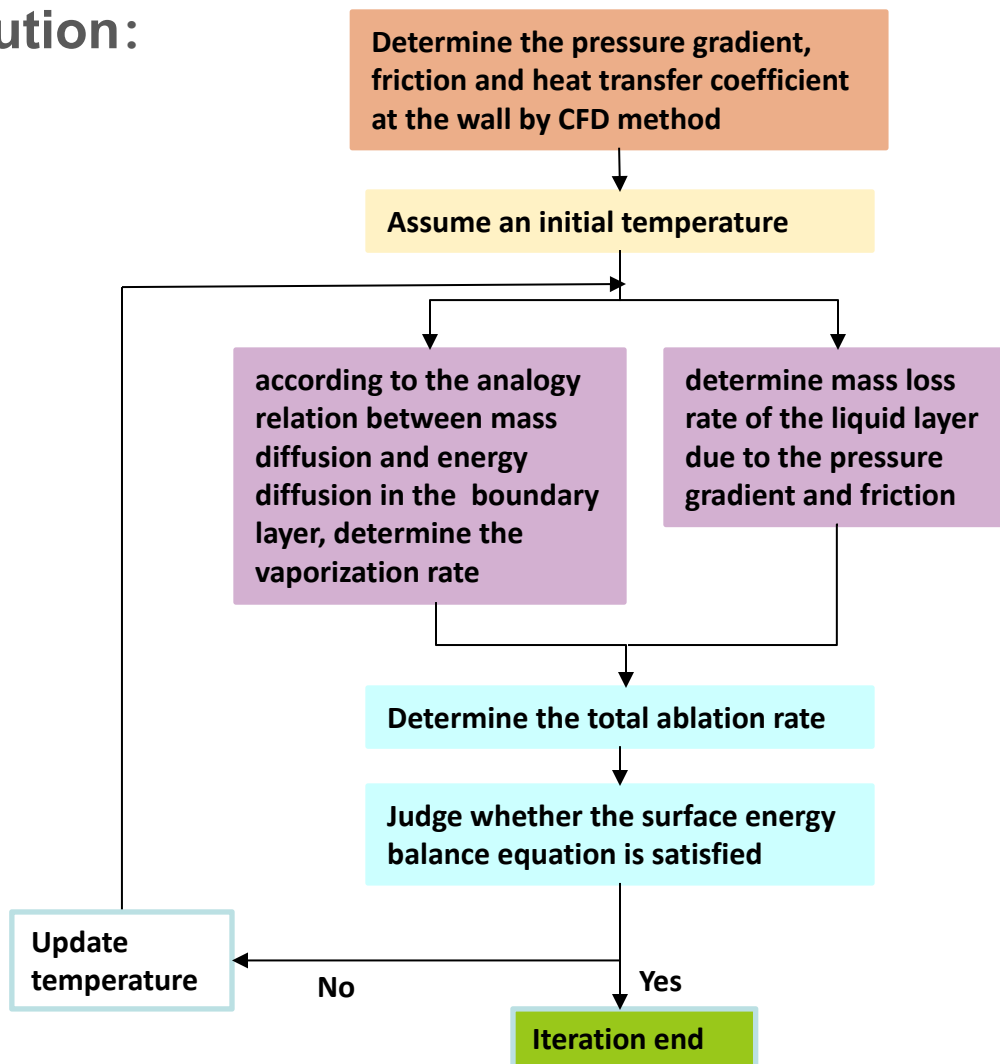 ution:
Determine the pressure gradient,
friction and heat transfer coefficient
at the wall by CFD method
Assume an initial temperature
according to the analogy
relation between mass
diffusion and energy
diffusion in the boundary
layer, determine the
vaporization rate
determine mass loss
rate of the liquid layer
due to the pressure
gradient and friction
Determine the total ablation rate
Judge whether the surface energy
balance equation is satisfied
Update
temperature
No
Yes
Iteration end